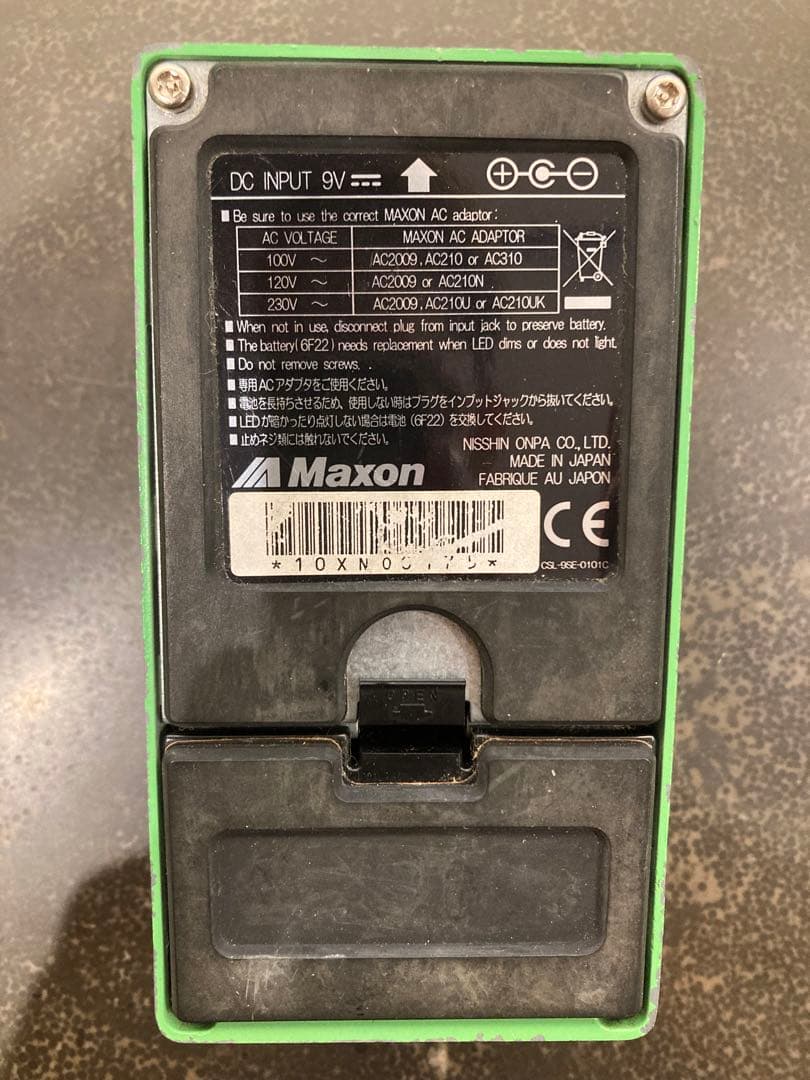 DC INPUT 9V
■ Be sure to use the correct MAXON AC adaptor:
AC VOLTAGE MAXON AC ADAPTOR
100V ~ AC2009, AC210 or AC310
120V ~ AC2009 or AC210N
230V ~ AC2009, AC210U or AC210UK
■ When not in use, disconnect plug from input jack to preserve battery.
■ The battery(6F22) needs replacement when LED dims or does not light.
■ Do not remove screws.
■ 専用ACアダプタをご使用ください。
■ 電池を長持ちさせるため、使用しない時はプラグをインプットジャックから抜いてください。
■ LEDが暗かったり点灯しない場合は電池(6F22)を交換してください。
■ 止めネジ類には触れないでください。
NISSHIN ONPA CO.,LTD.
MADE IN JAPAN
FABRIQUE AU JAPON
Maxon
CE
CSL-9SE-0101C
OPEN